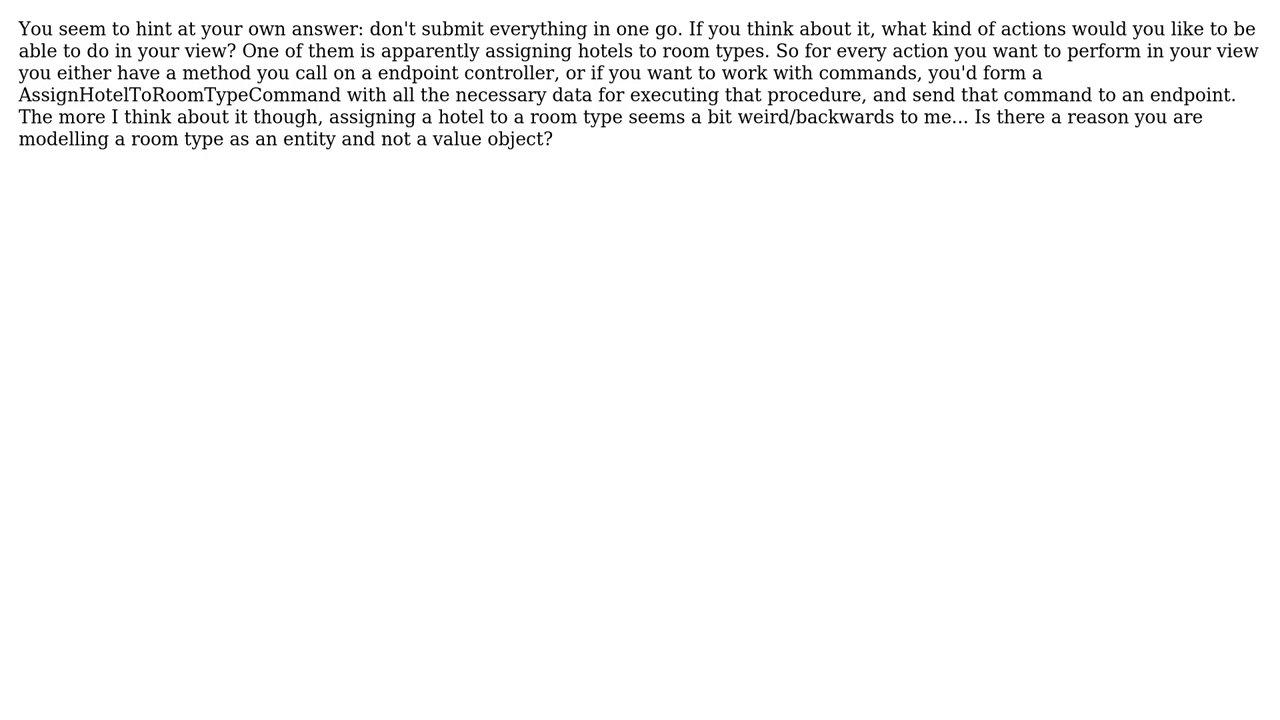 You seem to hint at your own answer: don't submit everything in one go. If you think about it, what kind of actions would you like to be
able to do in your view? One of them is apparently assigning hotels to room types. So for every action you want to perform in your view
you either have a method you call on a endpoint controller, or if you want to work with commands, you'd form a
AssignHotelToRoomTypeCommand with all the necessary data for executing that procedure, and send that command to an endpoint.
The more I think about it though, assigning a hotel to a room type seems a bit weird/backwards to me... Is there a reason you are
modelling a room type as an entity and not a value object?